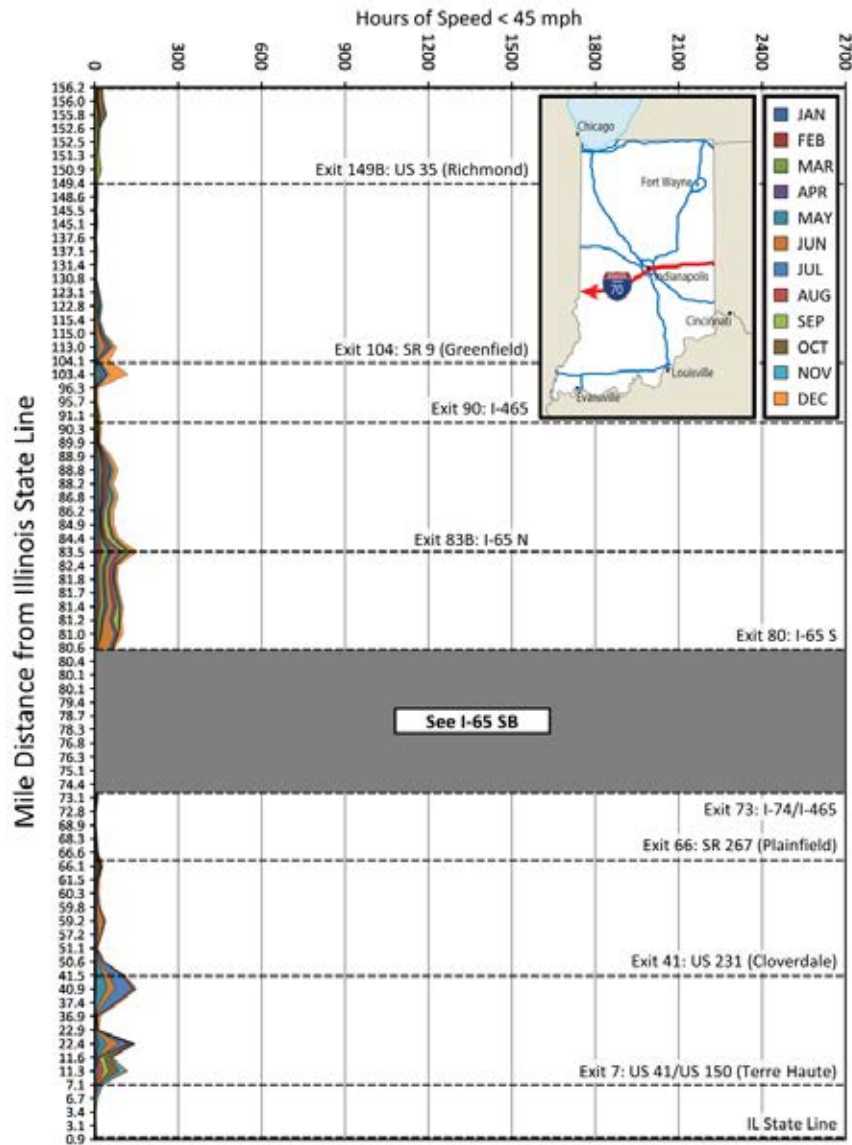 Hours of Speed < 45 mph
0 300 600 900 1200 1500 1800 2100 2400 2700
Mile Distance from Illinois State Line
156.2
156.0
155.8
152.6
152.5
151.3
150.9
149.4
148.6
145.5
145.1
137.6
137.1
131.4
130.8
123.1
122.8
115.4
115.0
113.0
104.1
103.4
96.3
95.7
91.1
90.3
89.9
88.9
88.8
88.2
86.8
86.2
84.9
84.4
83.5
82.4
81.8
81.7
81.4
81.2
81.0
80.6
80.4
80.1
80.1
79.4
78.7
78.3
76.8
76.3
75.1
74.4
73.1
72.8
68.9
68.3
66.6
66.1
61.5
60.3
59.8
59.2
57.2
51.1
50.6
41.5
40.9
37.4
36.9
22.9
22.4
11.6
11.3
7.1
6.7
3.4
3.1
0.9
Exit 149B: US 35 (Richmond)
Exit 104: SR 9 (Greenfield)
Exit 90: I-465
Exit 83B: I-65 N
Exit 80: I-65 S
See I-65 SB
Exit 73: I-74/I-465
Exit 66: SR 267 (Plainfield)
Exit 41: US 231 (Cloverdale)
Exit 7: US 41/US 150 (Terre Haute)
IL State Line
Chicago
Fort Wayne
Indianapolis
70
Cincinnati
Louisville
Evansville
JAN
FEB
MAR
APR
MAY
JUN
JUL
AUG
SEP
OCT
NOV
DEC